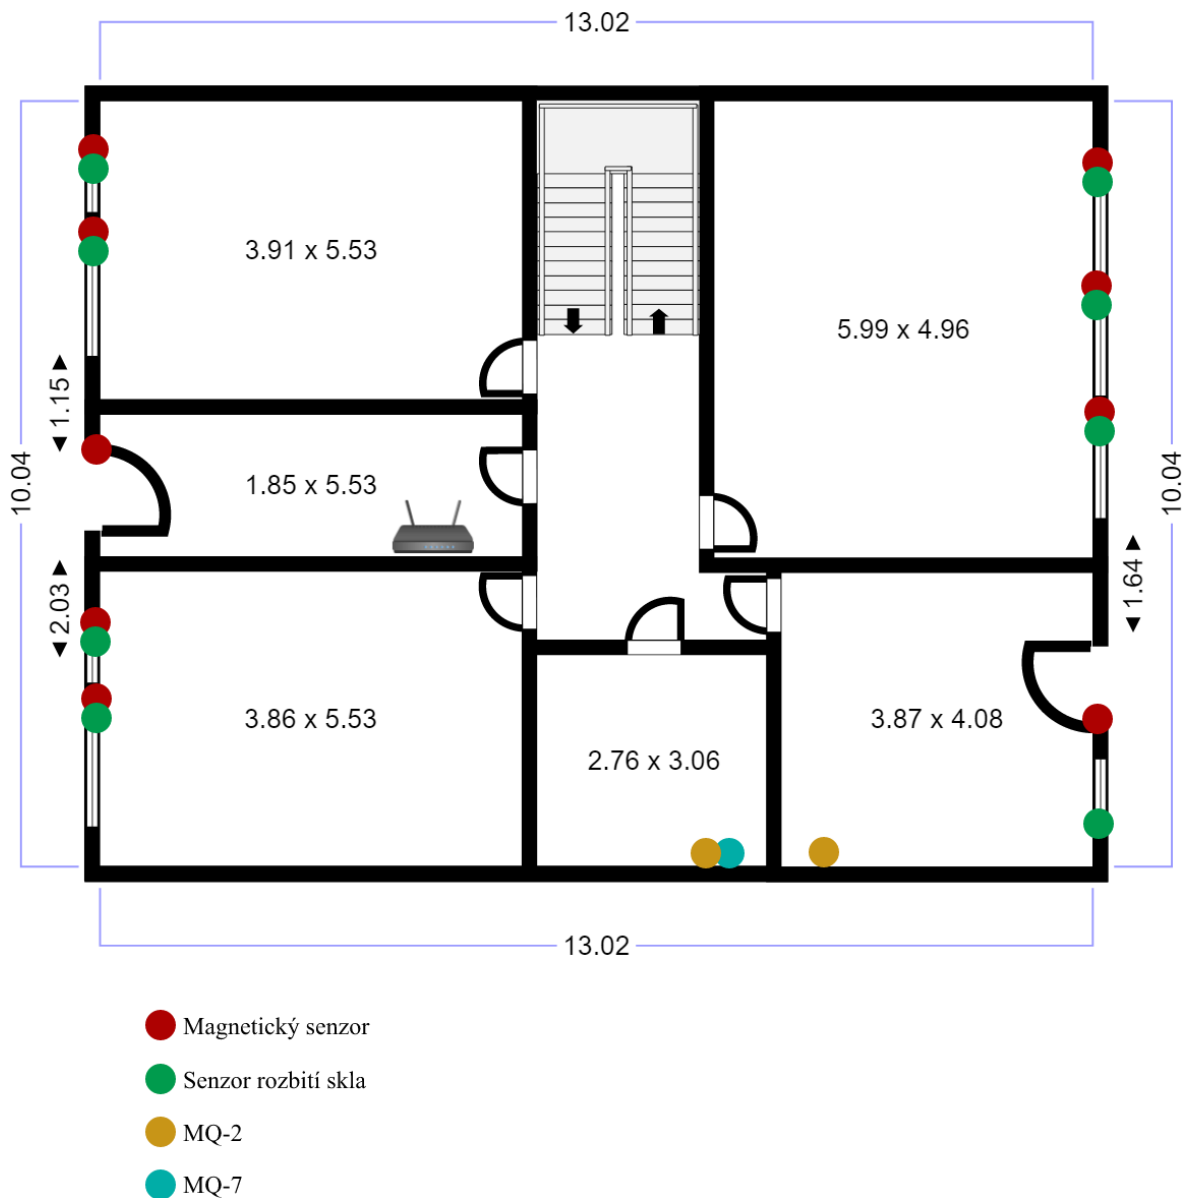 13.02
3.91 x 5.53
5.99 x 4.96
1.15
10.04
1.85 x 5.53
10.04
2.03
1.64
3.86 x 5.53
3.87 x 4.08
2.76 x 3.06
13.02
Magnetický senzor
Senzor rozbití skla
MQ-2
MQ-7